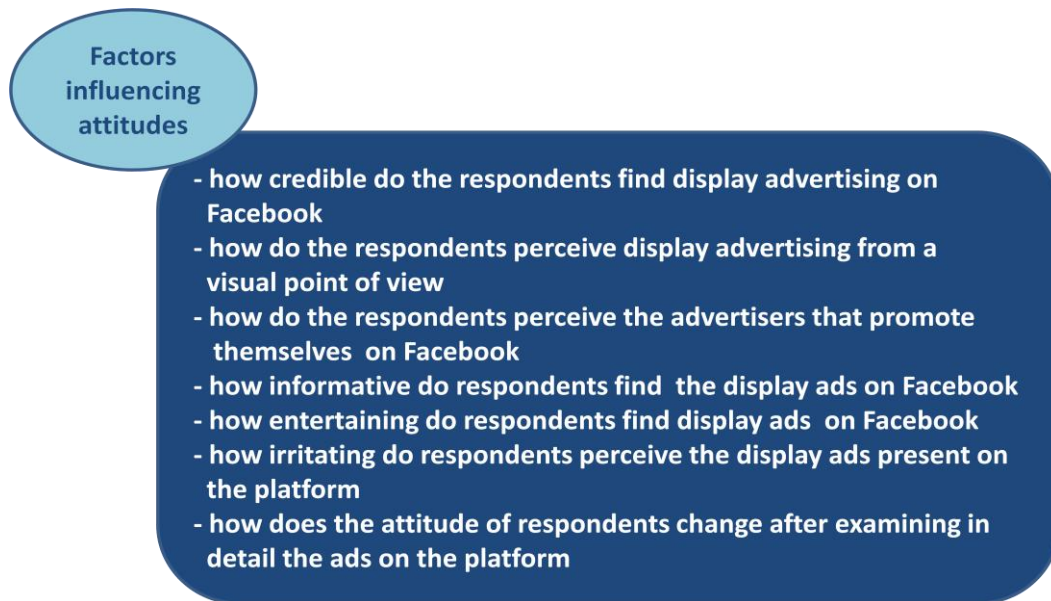 Factors
influencing
attitudes
- how credible do the respondents find display advertising on
Facebook
- how do the respondents perceive display advertising from a
visual point of view
- how do the respondents perceive the advertisers that promote
themselves on Facebook
- how informative do respondents find the display ads on Facebook
- how entertaining do respondents find display ads on Facebook
- how irritating do respondents perceive the display ads present on
the platform
- how does the attitude of respondents change after examining in
detail the ads on the platform